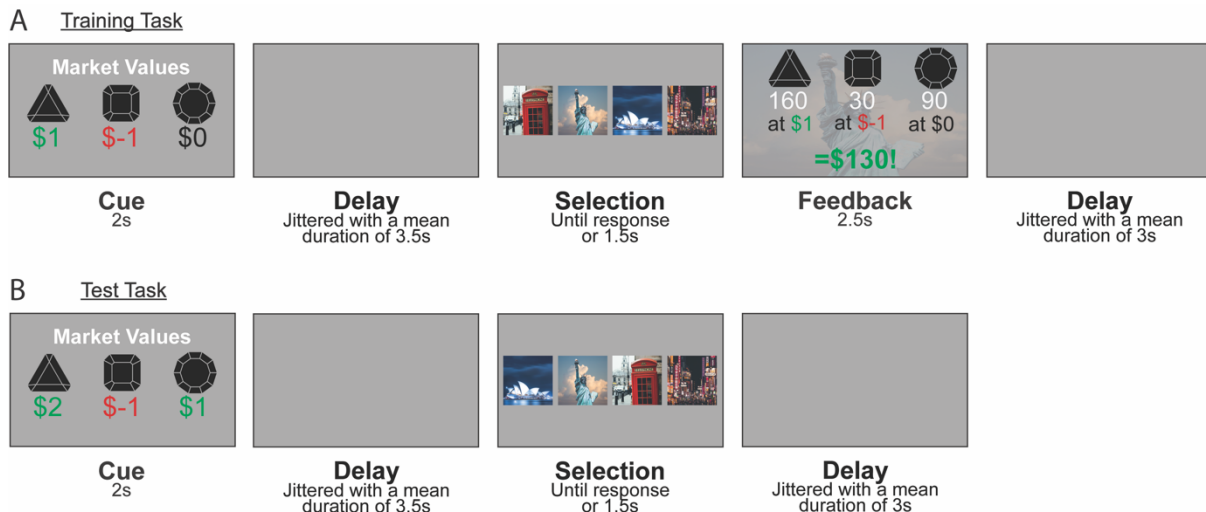 A Training Task
Market Values
$1 $-1 $0
Cue
2s
Delay
Jittered with a mean
duration of 3.5s
Selection
Until response
or 1.5s
160 30 90
at $1 at $-1 at $0
=$130!
Feedback
2.5s
Delay
Jittered with a mean
duration of 3s
B Test Task
Market Values
$2 $-1 $1
Cue
2s
Delay
Jittered with a mean
duration of 3.5s
Selection
Until response
or 1.5s
Delay
Jittered with a mean
duration of 3s